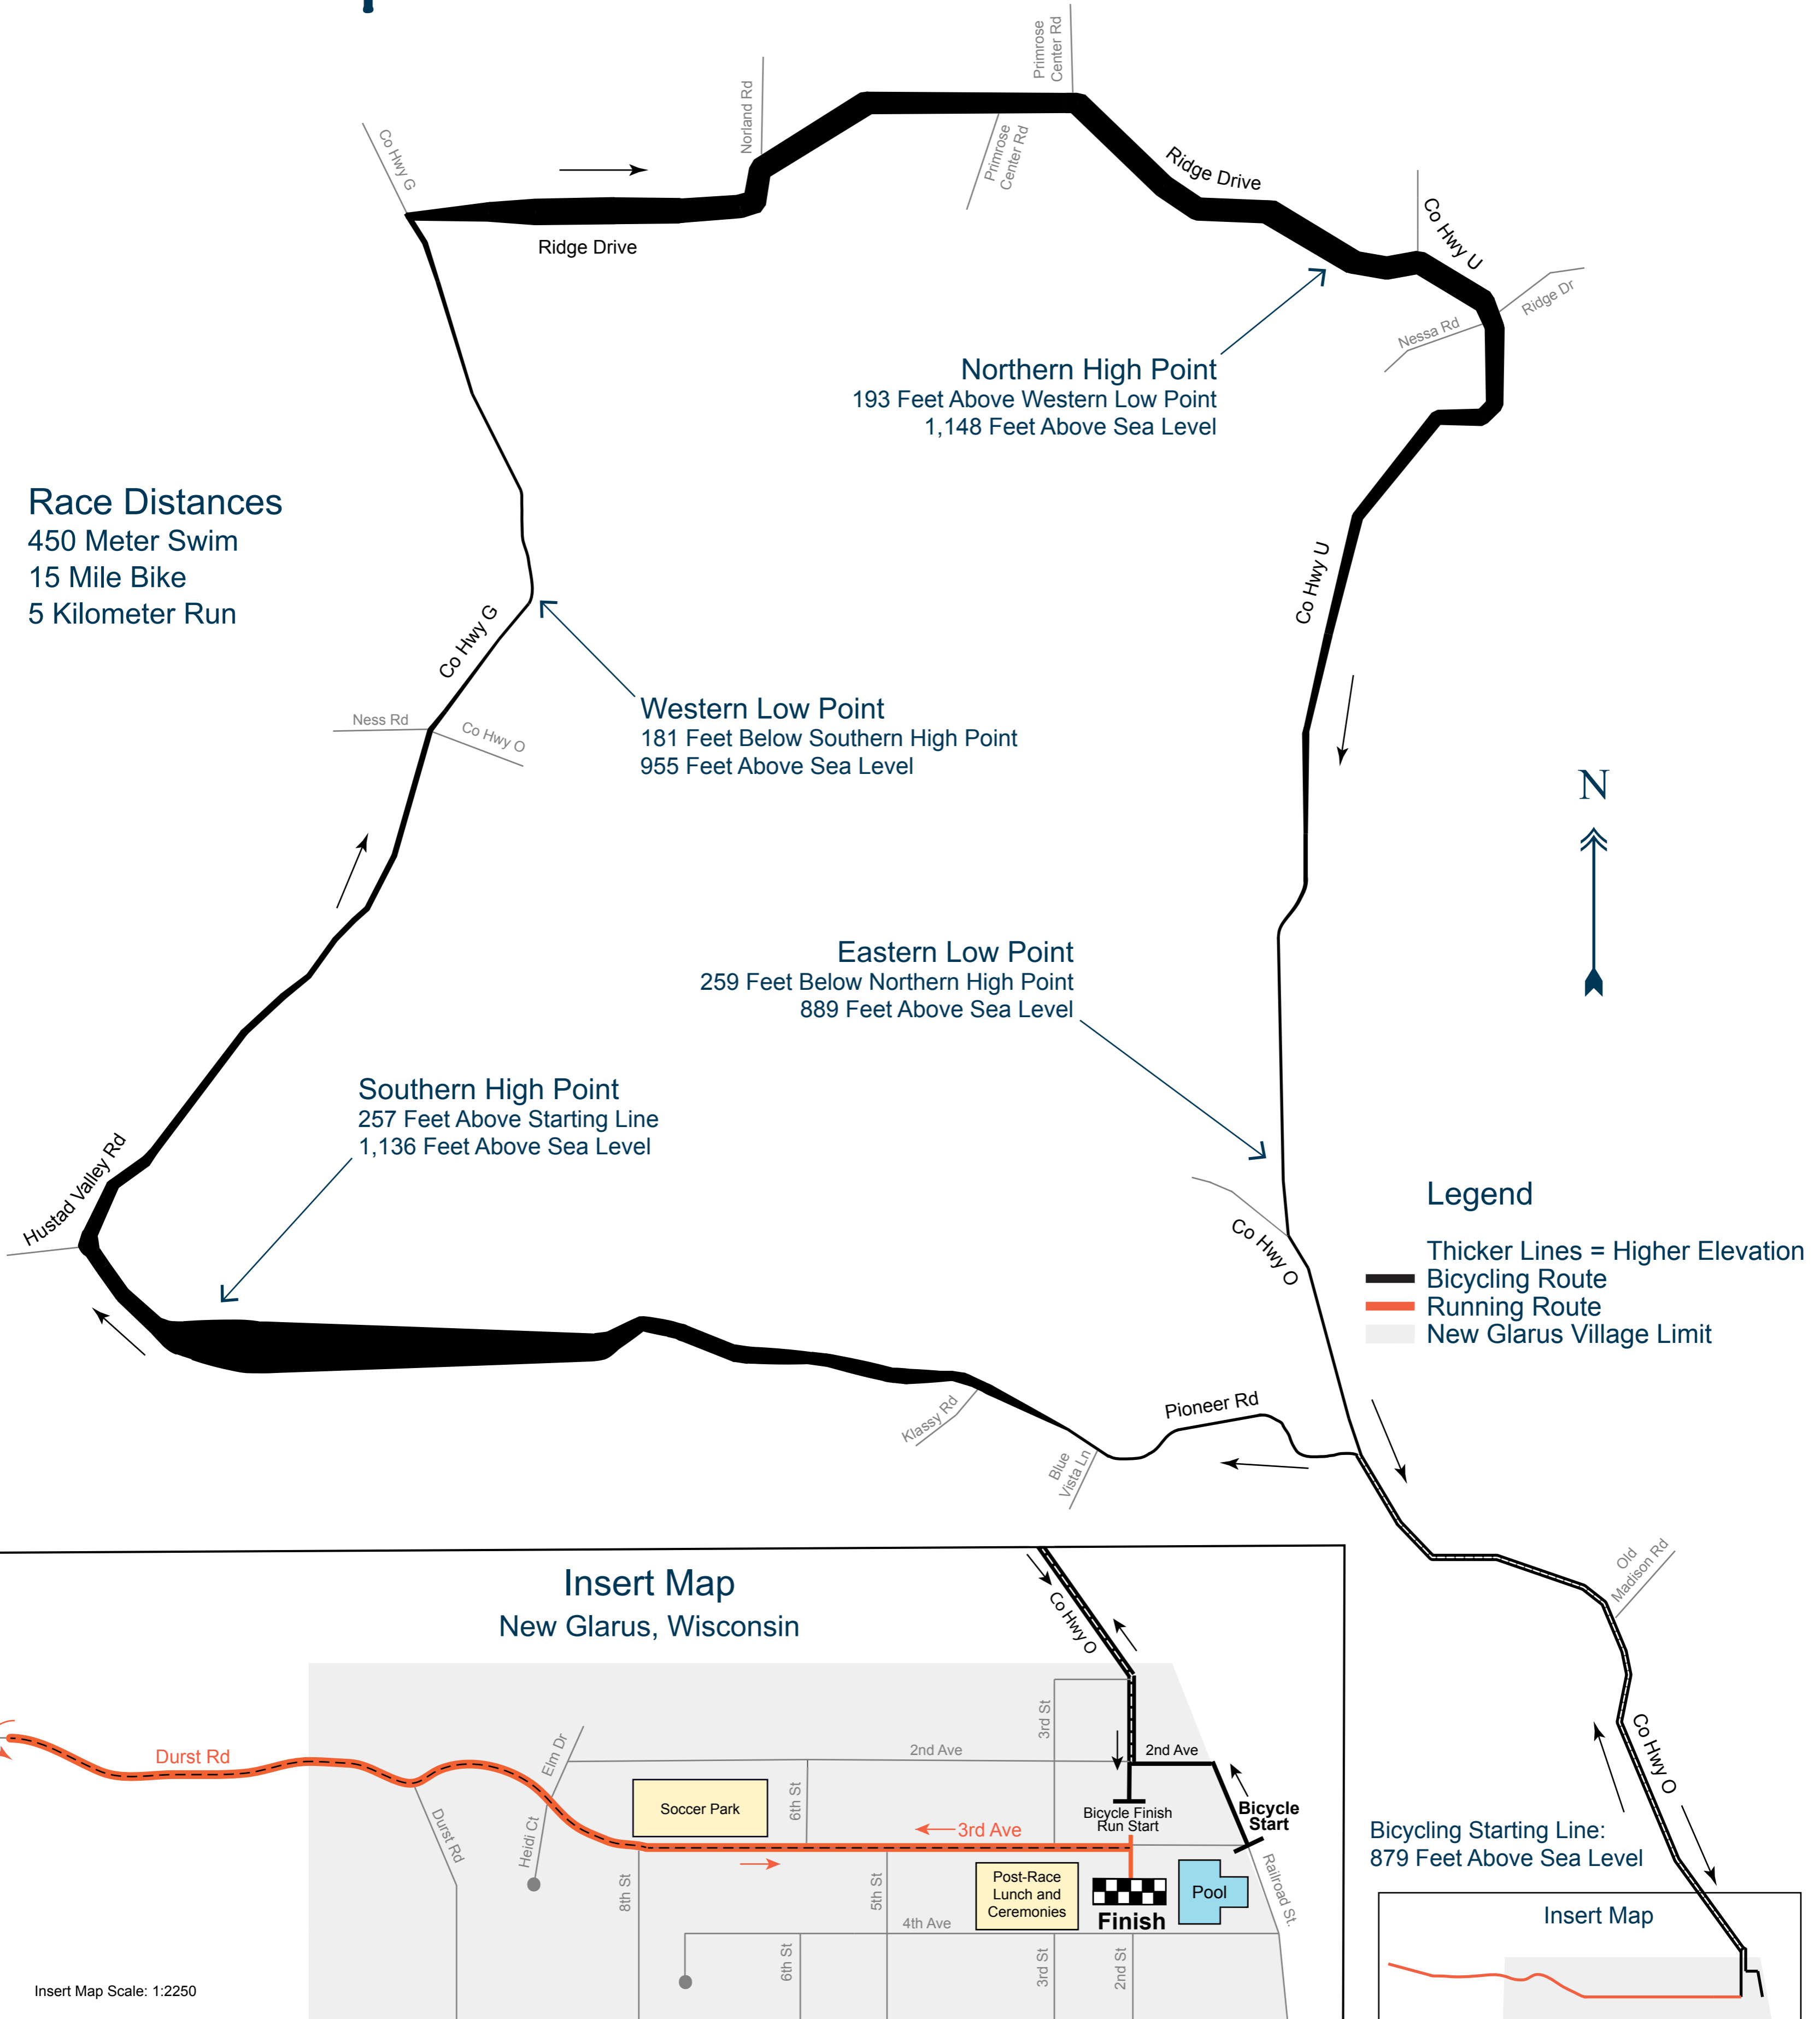 Primrose
Center Rd
Norland Rd
Co Hwy G
Primrose
Center Rd
Ridge Drive
Ridge Drive
Co Hwy U
Ridge Dr
Nessa Rd
Northern High Point
193 Feet Above Western Low Point
1,148 Feet Above Sea Level
Race Distances
450 Meter Swim
15 Mile Bike
5 Kilometer Run
Co Hwy U
Co Hwy G
Western Low Point
181 Feet Below Southern High Point
955 Feet Above Sea Level
Ness Rd
Co Hwy O
N
Eastern Low Point
259 Feet Below Northern High Point
889 Feet Above Sea Level
Southern High Point
257 Feet Above Starting Line
1,136 Feet Above Sea Level
Hustad Valley Rd
Co Hwy O
Legend
Thicker Lines = Higher Elevation
Bicycling Route
Running Route
New Glarus Village Limit
Klassy Rd
Pioneer Rd
Blue
Vista Ln
Old
Madison Rd
Co Hwy O
Insert Map
New Glarus, Wisconsin
Co Hwy O
3rd St
Durst Rd
Elm Dr
2nd Ave
2nd Ave
Soccer Park
6th St
Bicycle Finish
Run Start
Bicycle
Start
3rd Ave
Durst Rd
Heidi Ct
8th St
5th St
Post-Race
Lunch and
Ceremonies
Finish
Pool
Railroad St.
4th Ave
6th St
3rd St
2nd St
Insert Map Scale: 1:2250
Bicycling Starting Line:
879 Feet Above Sea Level
Insert Map